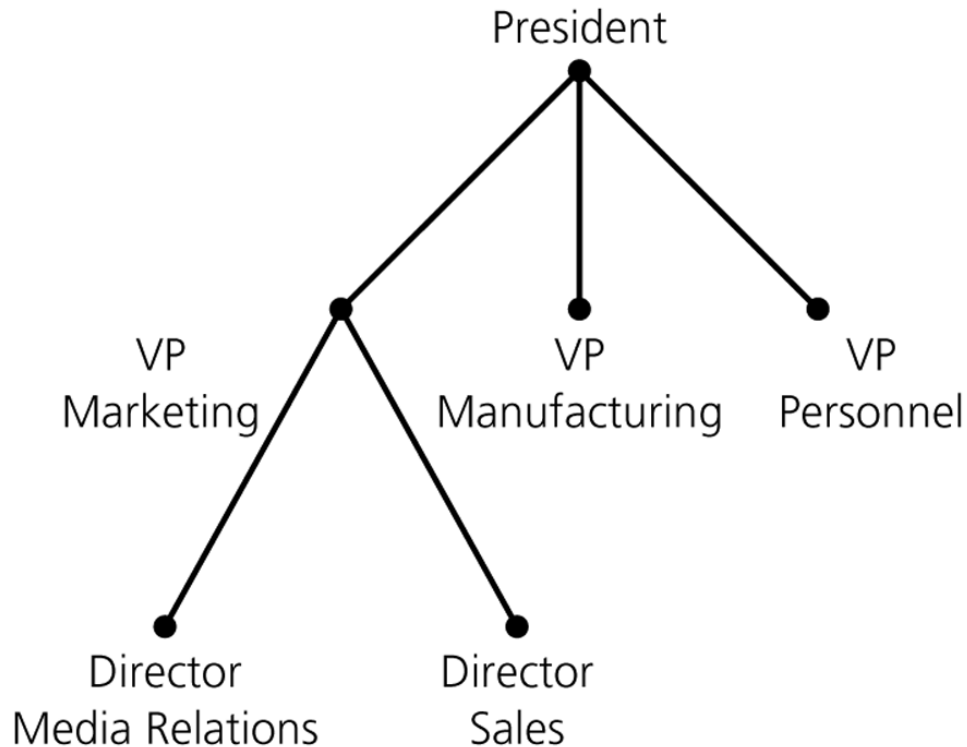 President
VP
Marketing
VP
Manufacturing
VP
Personnel
Director
Media Relations
Director
Sales